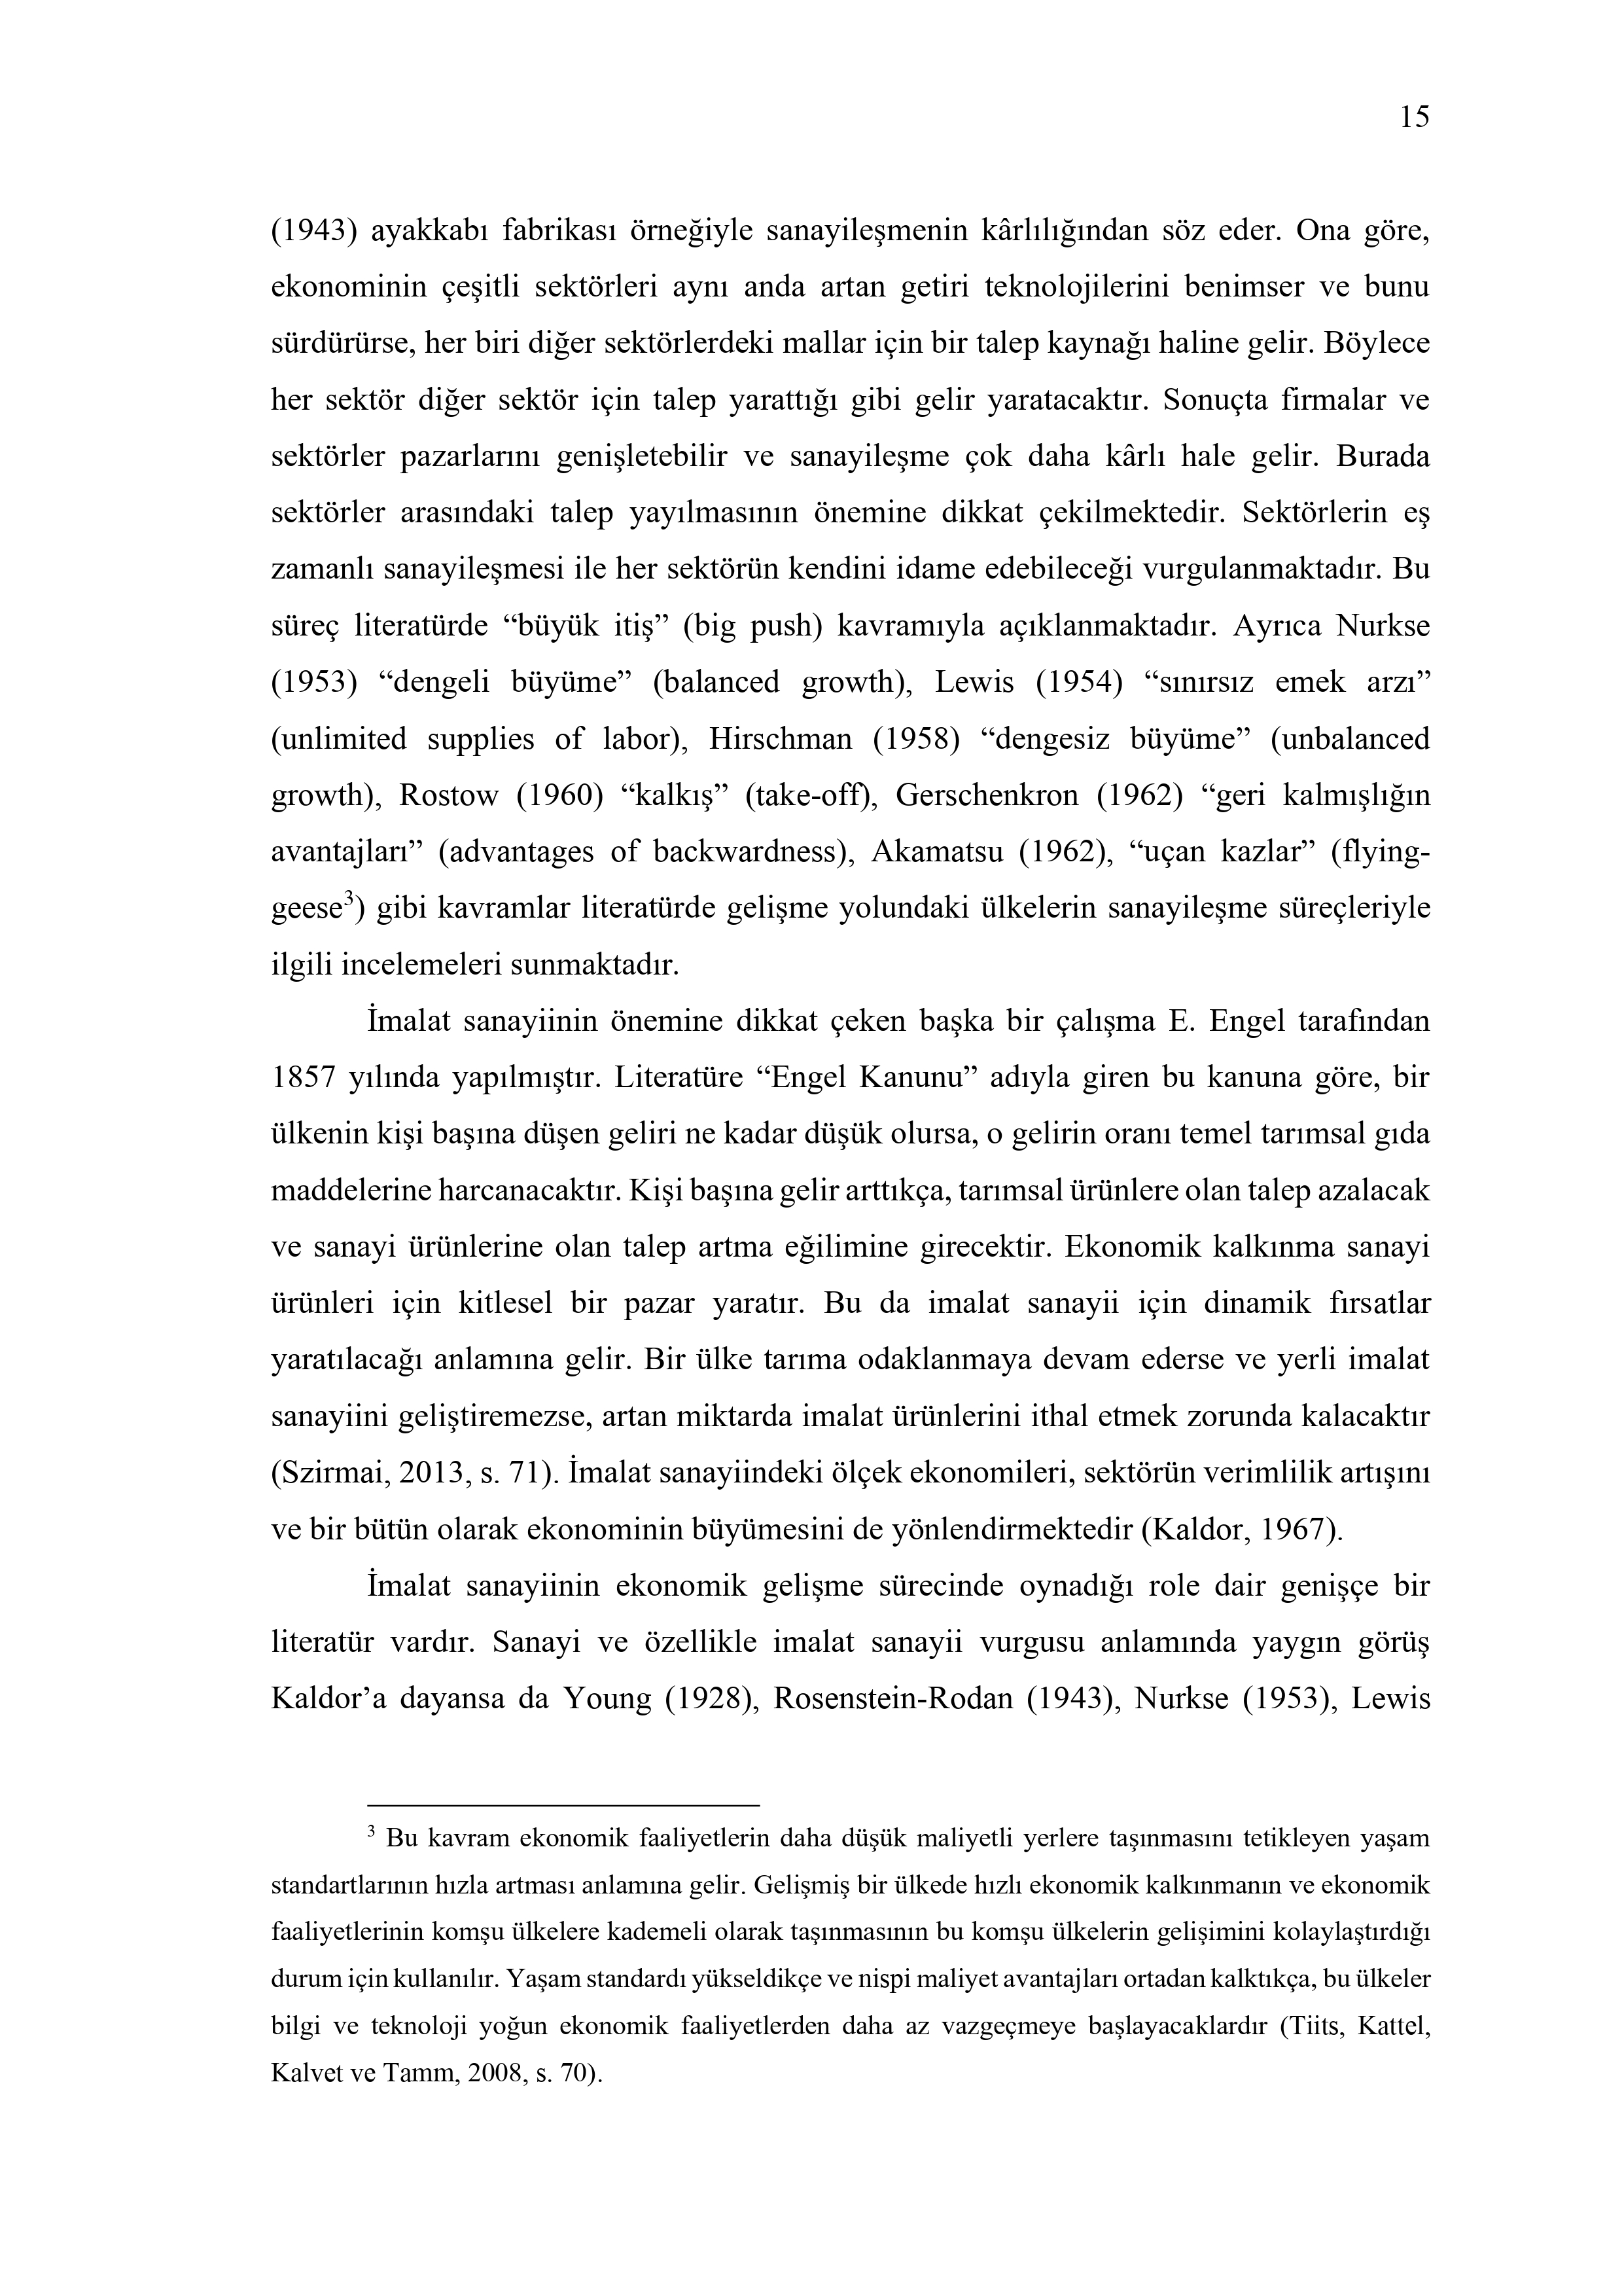 15
(1943) ayakkabı fabrikası örneğiyle sanayileşmenin kârlılığından söz eder. Ona göre,
ekonominin çeşitli sektörleri aynı anda artan getiri teknolojilerini benimser ve bunu
sürdürürse, her biri diğer sektörlerdeki mallar için bir talep kaynağı haline gelir. Böylece
her sektör diğer sektör için talep yarattığı gibi gelir yaratacaktır. Sonuçta firmalar ve
sektörler pazarlarını genişletebilir ve sanayileşme çok daha kârlı hale gelir. Burada
sektörler arasındaki talep yayılmasının önemine dikkat çekilmektedir. Sektörlerin eş
zamanlı sanayileşmesi ile her sektörün kendini idame edebileceği vurgulanmaktadır. Bu
süreç literatürde “büyük itiş” (big push) kavramıyla açıklanmaktadır. Ayrıca Nurkse
(1953) “dengeli büyüme” (balanced growth), Lewis (1954) “sınırsız emek arzı”
(unlimited supplies of labor), Hirschman (1958) “dengesiz büyüme” (unbalanced
growth), Rostow (1960) “kalkış” (take-off), Gerschenkron (1962) “geri kalmışlığın
avantajları” (advantages of backwardness), Akamatsu (1962), “uçan kazlar” (flying-
geese³) gibi kavramlar literatürde gelişme yolundaki ülkelerin sanayileşme süreçleriyle
ilgili incelemeleri sunmaktadır.
İmalat sanayiinin önemine dikkat çeken başka bir çalışma E. Engel tarafından
1857 yılında yapılmıştır. Literatüre “Engel Kanunu” adıyla giren bu kanuna göre, bir
ülkenin kişi başına düşen geliri ne kadar düşük olursa, o gelirin oranı temel tarımsal gıda
maddelerine harcanacaktır. Kişi başına gelir arttıkça, tarımsal ürünlere olan talep azalacak
ve sanayi ürünlerine olan talep artma eğilimine girecektir. Ekonomik kalkınma sanayi
ürünleri için kitlesel bir pazar yaratır. Bu da imalat sanayii için dinamik fırsatlar
yaratılacağı anlamına gelir. Bir ülke tarıma odaklanmaya devam ederse ve yerli imalat
sanayiini geliştiremezse, artan miktarda imalat ürünlerini ithal etmek zorunda kalacaktır
(Szirmai, 2013, s. 71). İmalat sanayiindeki ölçek ekonomileri, sektörün verimlilik artışını
ve bir bütün olarak ekonominin büyümesini de yönlendirmektedir (Kaldor, 1967).
İmalat sanayiinin ekonomik gelişme sürecinde oynadığı role dair genişçe bir
literatür vardır. Sanayi ve özellikle imalat sanayii vurgusu anlamında yaygın görüş
Kaldor’a dayansa da Young (1928), Rosenstein-Rodan (1943), Nurkse (1953), Lewis
³ Bu kavram ekonomik faaliyetlerin daha düşük maliyetli yerlere taşınmasını tetikleyen yaşam
standartlarının hızla artması anlamına gelir. Gelişmiş bir ülkede hızlı ekonomik kalkınmanın ve ekonomik
faaliyetlerinin komşu ülkelere kademeli olarak taşınmasının bu komşu ülkelerin gelişimini kolaylaştırdığı
durum için kullanılır. Yaşam standardı yükseldikçe ve nispi maliyet avantajları ortadan kalktıkça, bu ülkeler
bilgi ve teknoloji yoğun ekonomik faaliyetlerden daha az vazgeçmeye başlayacaklardır (Tiits, Kattel,
Kalvet ve Tamm, 2008, s. 70).